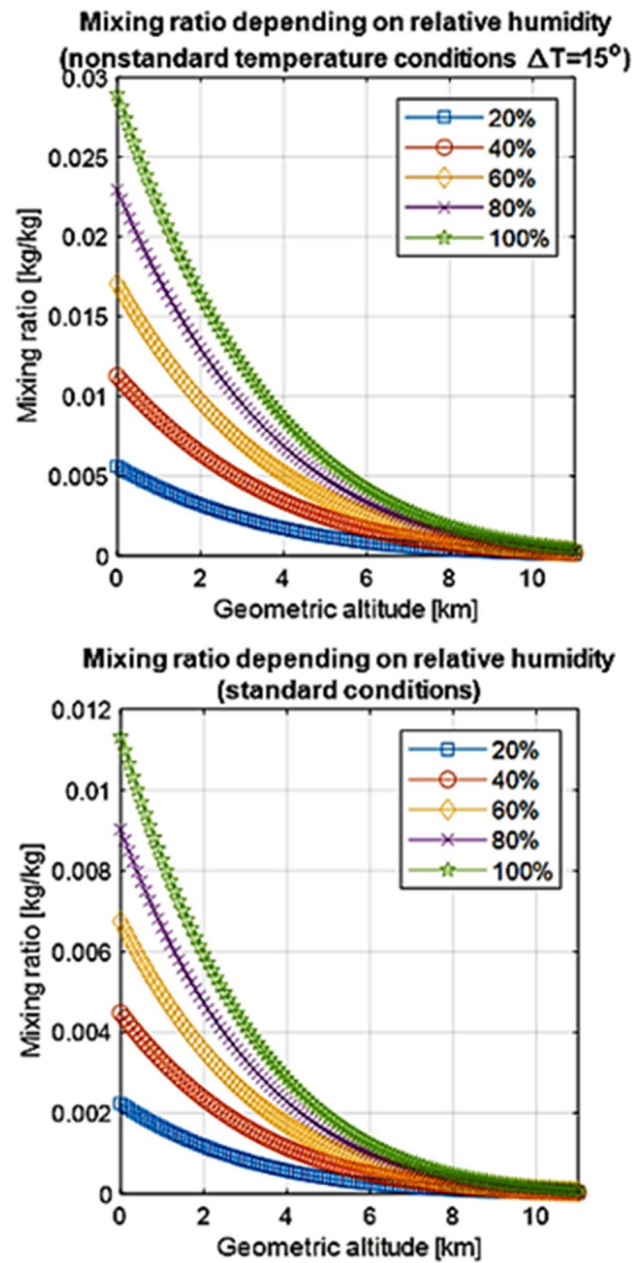 Mixing ratio depending on relative humidity
(nonstandard temperature conditions ΔT=15°)
0.03
0.025
0.02
0.015
0.01
0.005
0
Mixing ratio [kg/kg]
20%
40%
60%
80%
100%
0 2 4 6 8 10
Geometric altitude [km]
Mixing ratio depending on relative humidity
(standard conditions)
0.012
0.01
0.008
0.006
0.004
0.002
0
Mixing ratio [kg/kg]
20%
40%
60%
80%
100%
0 2 4 6 8 10
Geometric altitude [km]